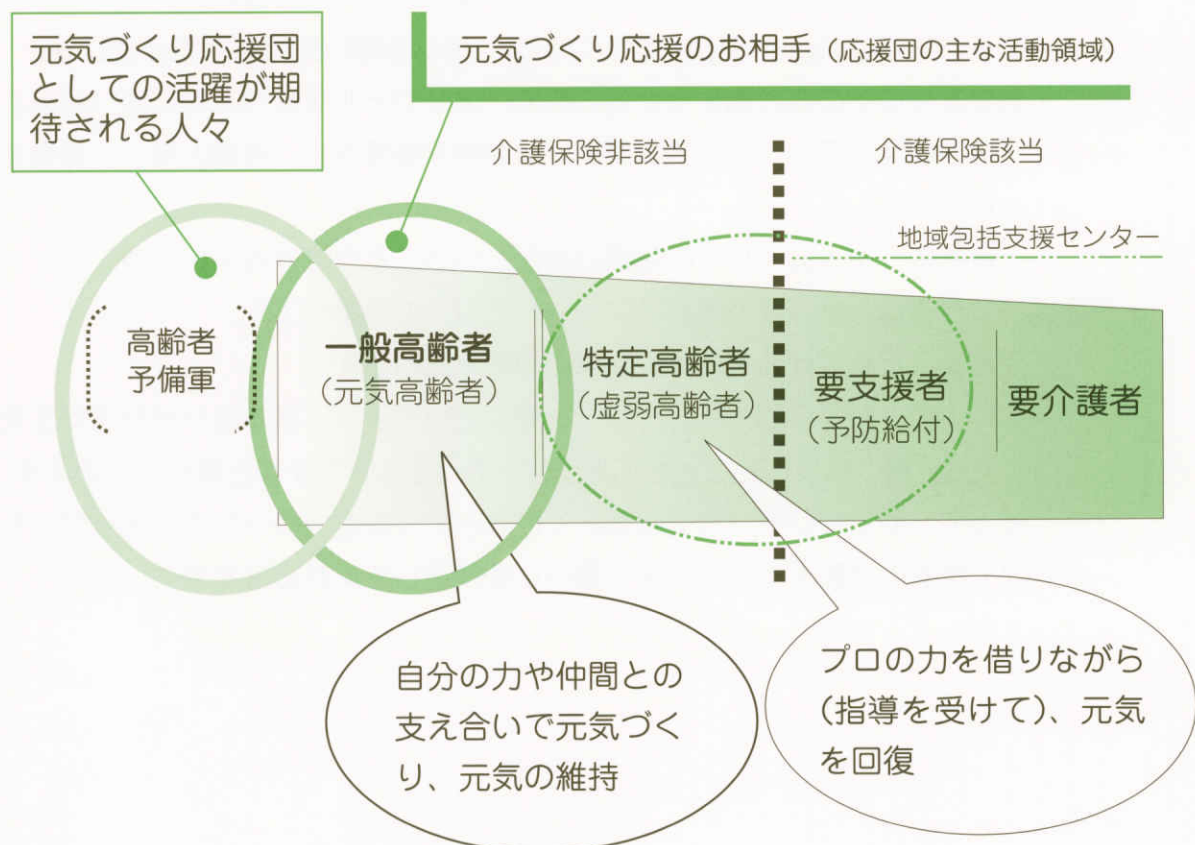 元気づくり応援団
としての活躍が期
待される人々
元気づくり応援のお相手（応援団の主な活動領域）
介護保険非該当
介護保険該当
地域包括支援センター
高齢者
予備軍
一般高齢者
（元気高齢者）
特定高齢者
（虚弱高齢者）
要支援者
（予防給付）
要介護者
自分の力や仲間との
支え合いで元気づく
り、元気の維持
プロの力を借りながら
（指導を受けて）、元気
を回復